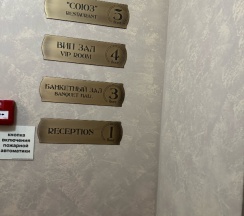 "СОЮЗ"
RESTAURANT
5
ВИП ЗАЛ
VIP ROOM
4
БАНКЕТНЫЙ ЗАЛ
BANQUET HALL
3
RECEPTION
1
кнопка
включения
пожарной
автоматики